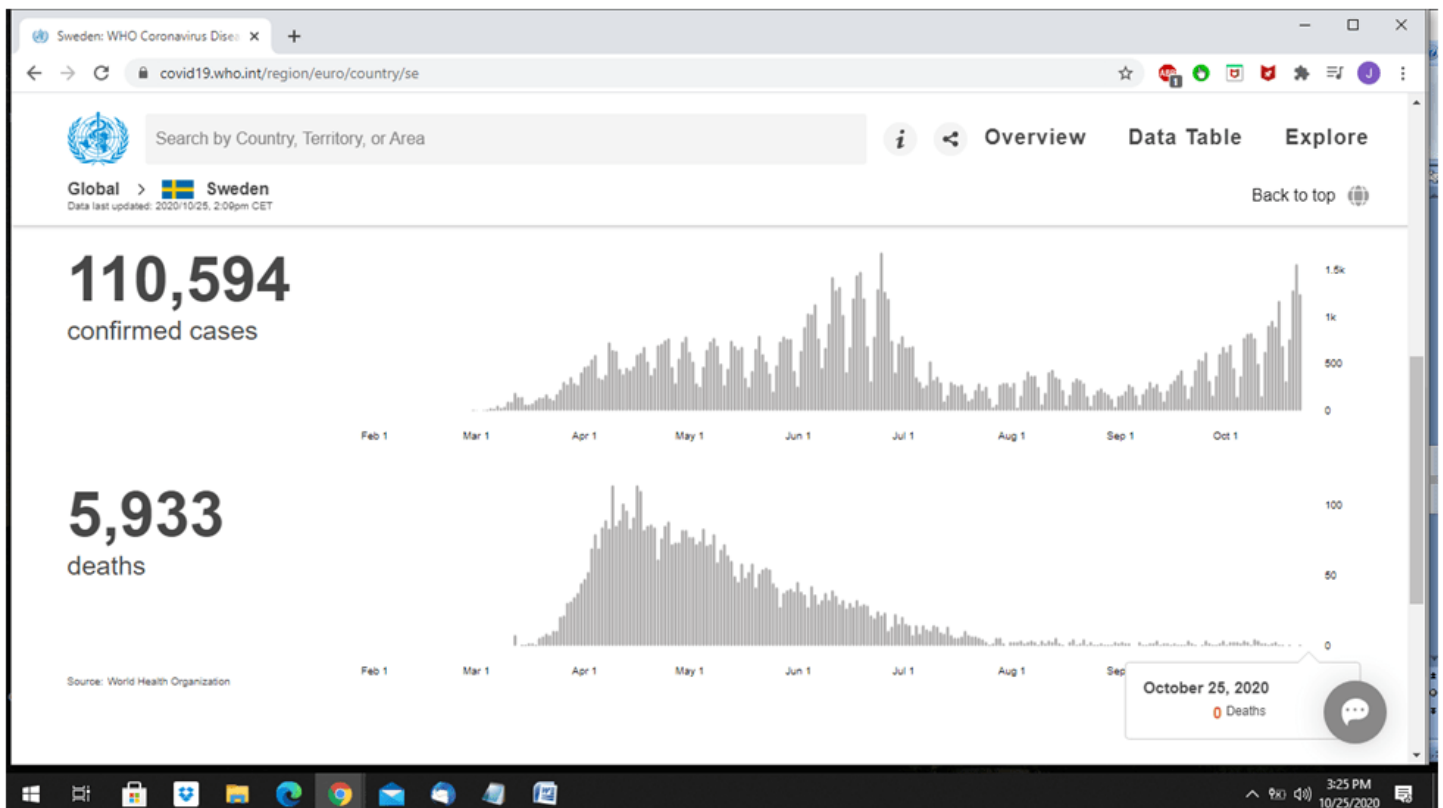 Sweden: WHO Coronavirus Disea
covid19.who.int/region/euro/country/se
J
Search by Country, Territory, or Area
i
Overview
Data Table
Explore
Global > Sweden
Data last updated: 2020/10/25, 2:09pm CET
Back to top
110,594
confirmed cases
1.5k
1k
500
0
Feb 1
Mar 1
Apr 1
May 1
Jun 1
Jul 1
Aug 1
Sep 1
Oct 1
5,933
deaths
100
50
0
Feb 1
Mar 1
Apr 1
May 1
Jun 1
Jul 1
Aug 1
Sep
Source: World Health Organization
October 25, 2020
0 Deaths
3:25 PM
10/25/2020